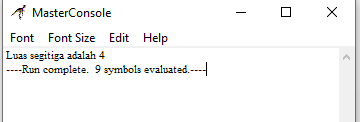 MasterConsole
Font Font Size Edit Help
Luas segitiga adalah 4
----Run complete.  9 symbols evaluated.----